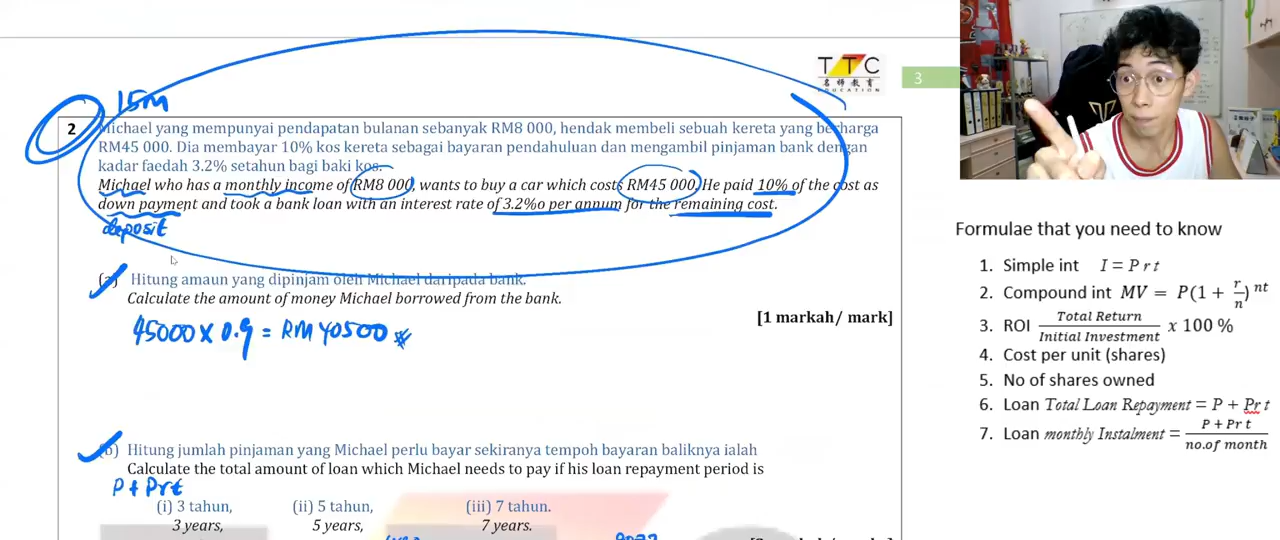 TTC
名師教育
EDUCATION
3
15m
2
Michael yang mempunyai pendapatan bulanan sebanyak RM8 000, hendak membeli sebuah kereta yang berharga
RM45 000. Dia membayar 10% kos kereta sebagai bayaran pendahuluan dan mengambil pinjaman bank dengan
kadar faedah 3.2% setahun bagi baki kos.
Michael who has a monthly income of RM8 000, wants to buy a car which costs RM45 000. He paid 10% of the cost as
down payment and took a bank loan with an interest rate of 3.2%o per annum for the remaining cost.
deposit
(a) Hitung amaun yang dipinjam oleh Michael daripada bank.
Calculate the amount of money Michael borrowed from the bank.
[1 markah/ mark]
45000 x 0.9 = RM 40500
(b) Hitung jumlah pinjaman yang Michael perlu bayar sekiranya tempoh bayaran baliknya ialah
Calculate the total amount of loan which Michael needs to pay if his loan repayment period is
P + Prt
(i) 3 tahun, (ii) 5 tahun, (iii) 7 tahun.
3 years, 5 years, 7 years.
Formulae that you need to know
1. Simple int I = P r t
2. Compound int MV = P(1 + r/n)^nt
3. ROI Total Return/Initial Investment x 100 %
4. Cost per unit (shares)
5. No of shares owned
6. Loan Total Loan Repayment = P + Pr t
7. Loan monthly Instalment = P + Pr t/no.of month